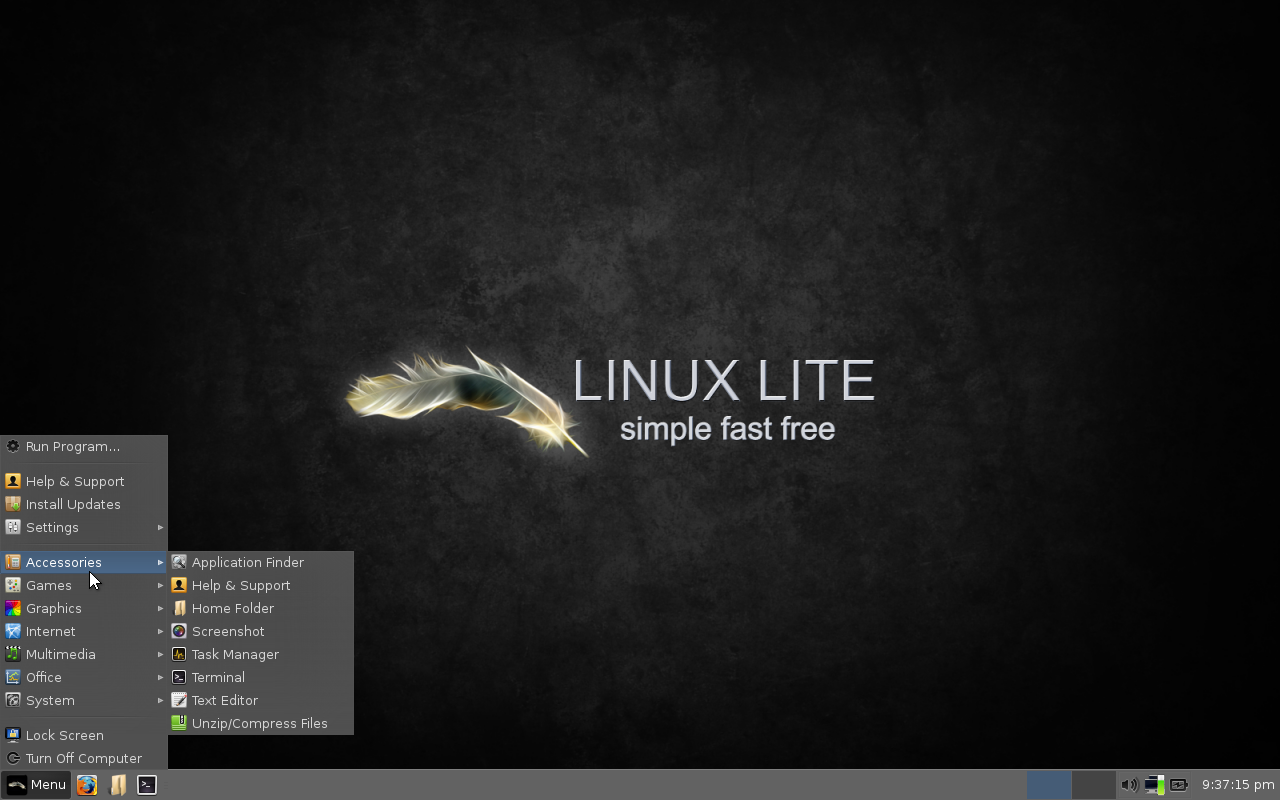 LINUX LITE
simple fast free
Run Program...
Help & Support
Install Updates
Settings
Accessories
Games
Graphics
Internet
Multimedia
Office
System
Lock Screen
Turn Off Computer
Application Finder
Help & Support
Home Folder
Screenshot
Task Manager
Terminal
Text Editor
Unzip/Compress Files
Menu
9:37:15 pm